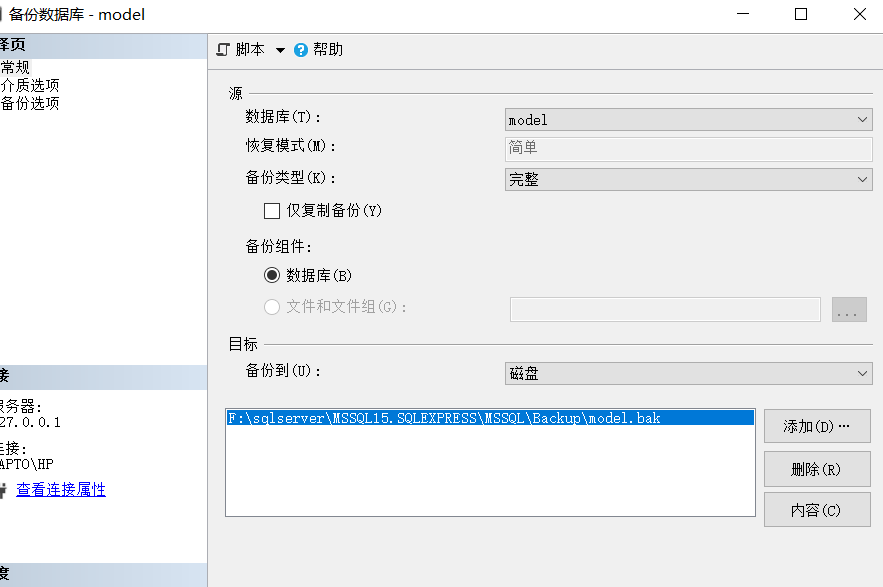 备份数据库 - model
择页
常规
介质选项
备份选项
脚本 帮助
源
数据库(T):
model
恢复模式(M):
简单
备份类型(K):
完整
仅复制备份(Y)
备份组件:
数据库(B)
文件和文件组(G):
...
目标
备份到(U):
磁盘
F:\sqlserver\MSSQL15.SQLEXPRESS\MSSQL\Backup\model.bak
添加(D)…
删除(R)
内容(C)
接
服务器:
27.0.0.1
连接:
APTO\HP
查看连接属性
度